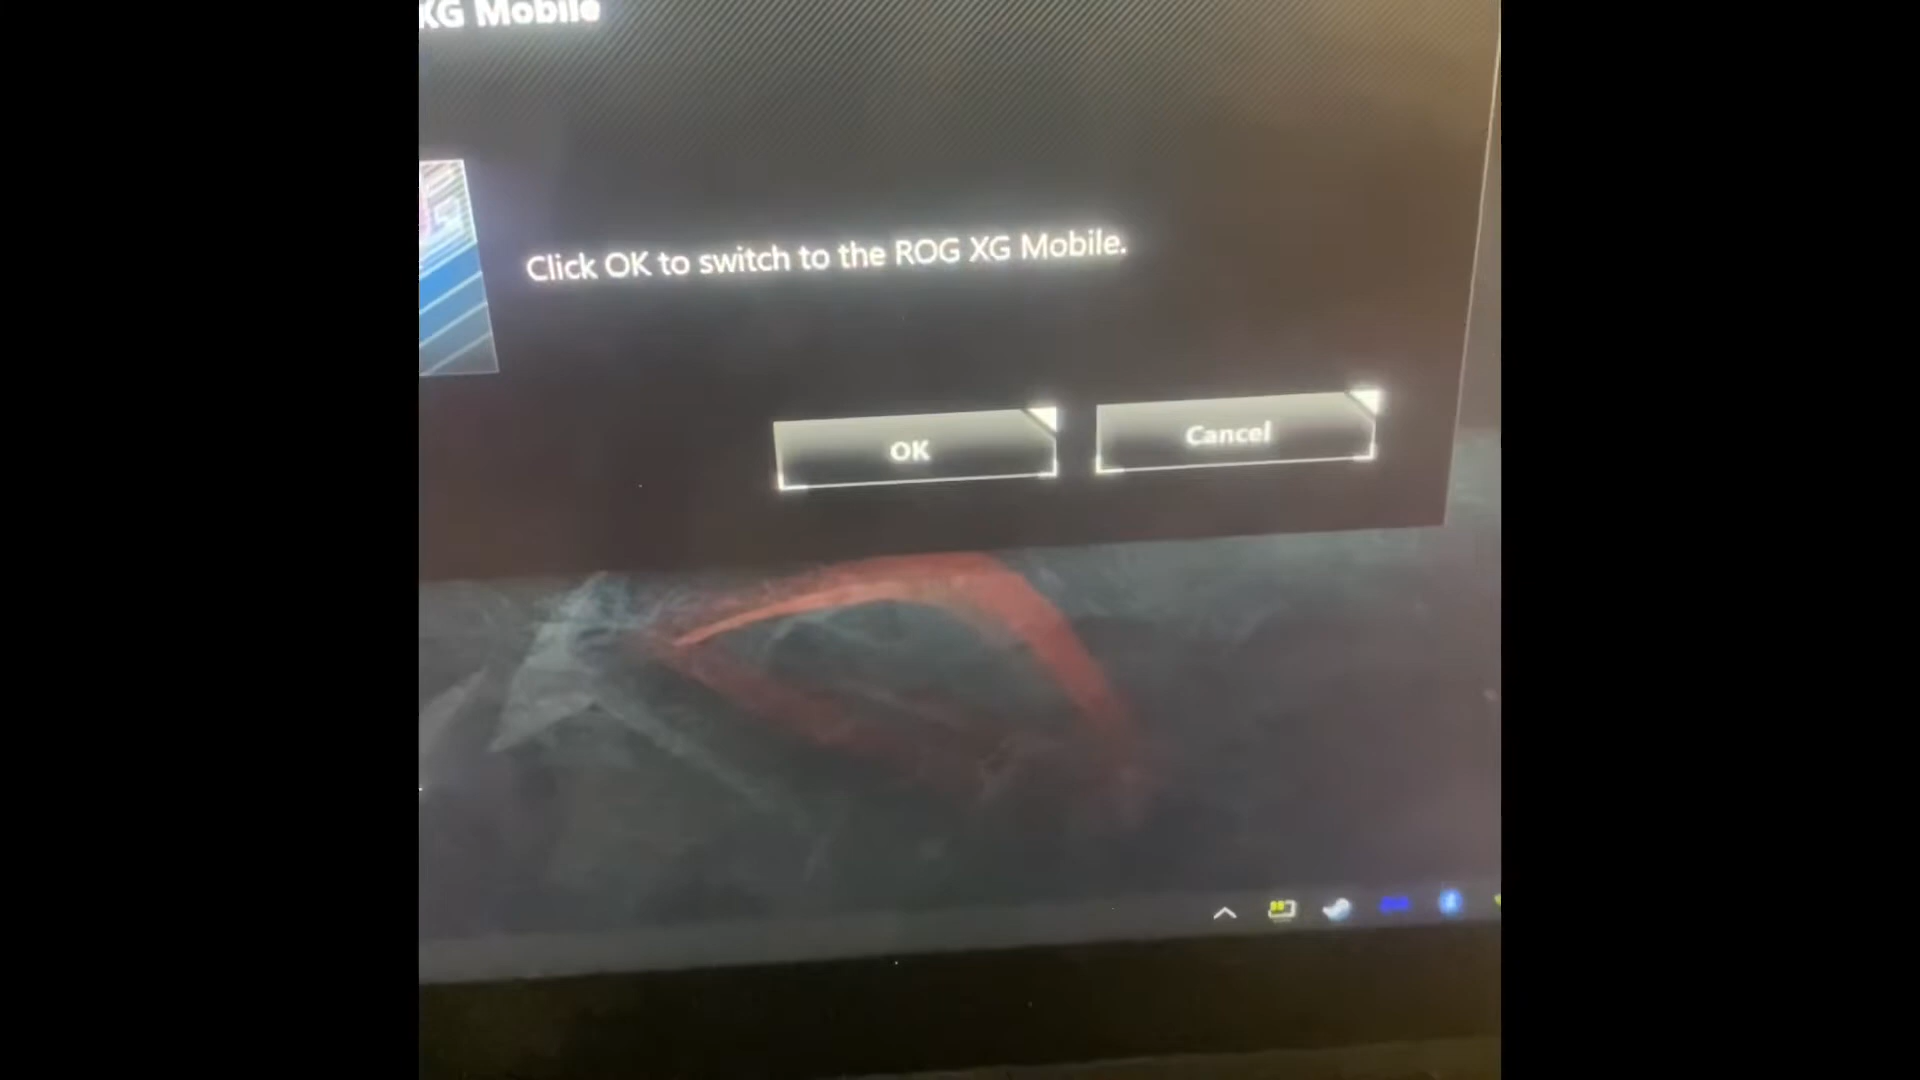 XG Mobile
Click OK to switch to the ROG XG Mobile.
OK
Cancel